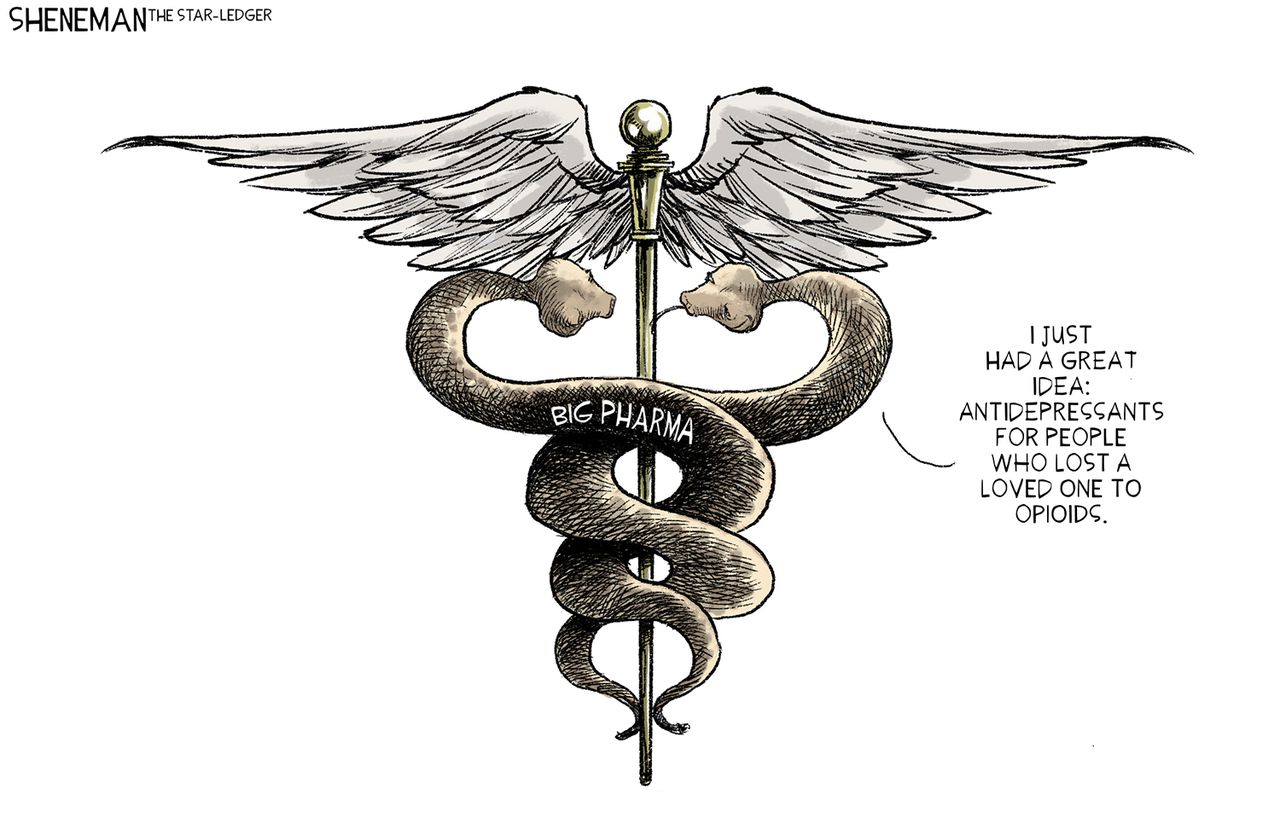 SHENEMAN THE STAR-LEDGER
BIG PHARMA
I JUST
HAD A GREAT
IDEA:
ANTIDEPRESSANTS
FOR PEOPLE
WHO LOST A
LOVED ONE TO
OPIOIDS.